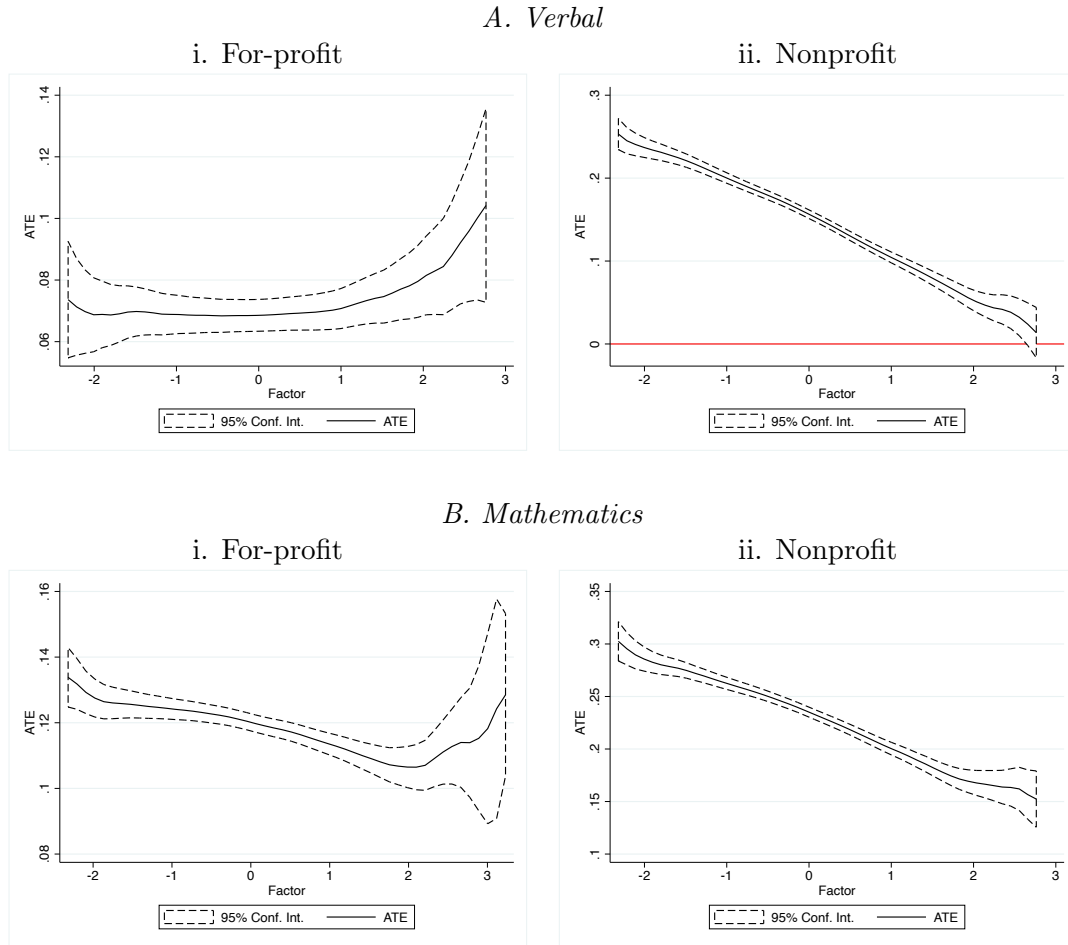 A. Verbal
i. For-profit
ii. Nonprofit
.14
.12
.1
.08
.06
ATE
-2
-1
0
1
2
3
Factor
95% Conf. Int.
ATE
.3
.2
.1
0
ATE
-2
-1
0
1
2
3
Factor
95% Conf. Int.
ATE
B. Mathematics
i. For-profit
ii. Nonprofit
.16
.14
.12
.1
.08
ATE
-2
-1
0
1
2
3
Factor
95% Conf. Int.
ATE
.35
.3
.25
.2
.15
.1
ATE
-2
-1
0
1
2
3
Factor
95% Conf. Int.
ATE